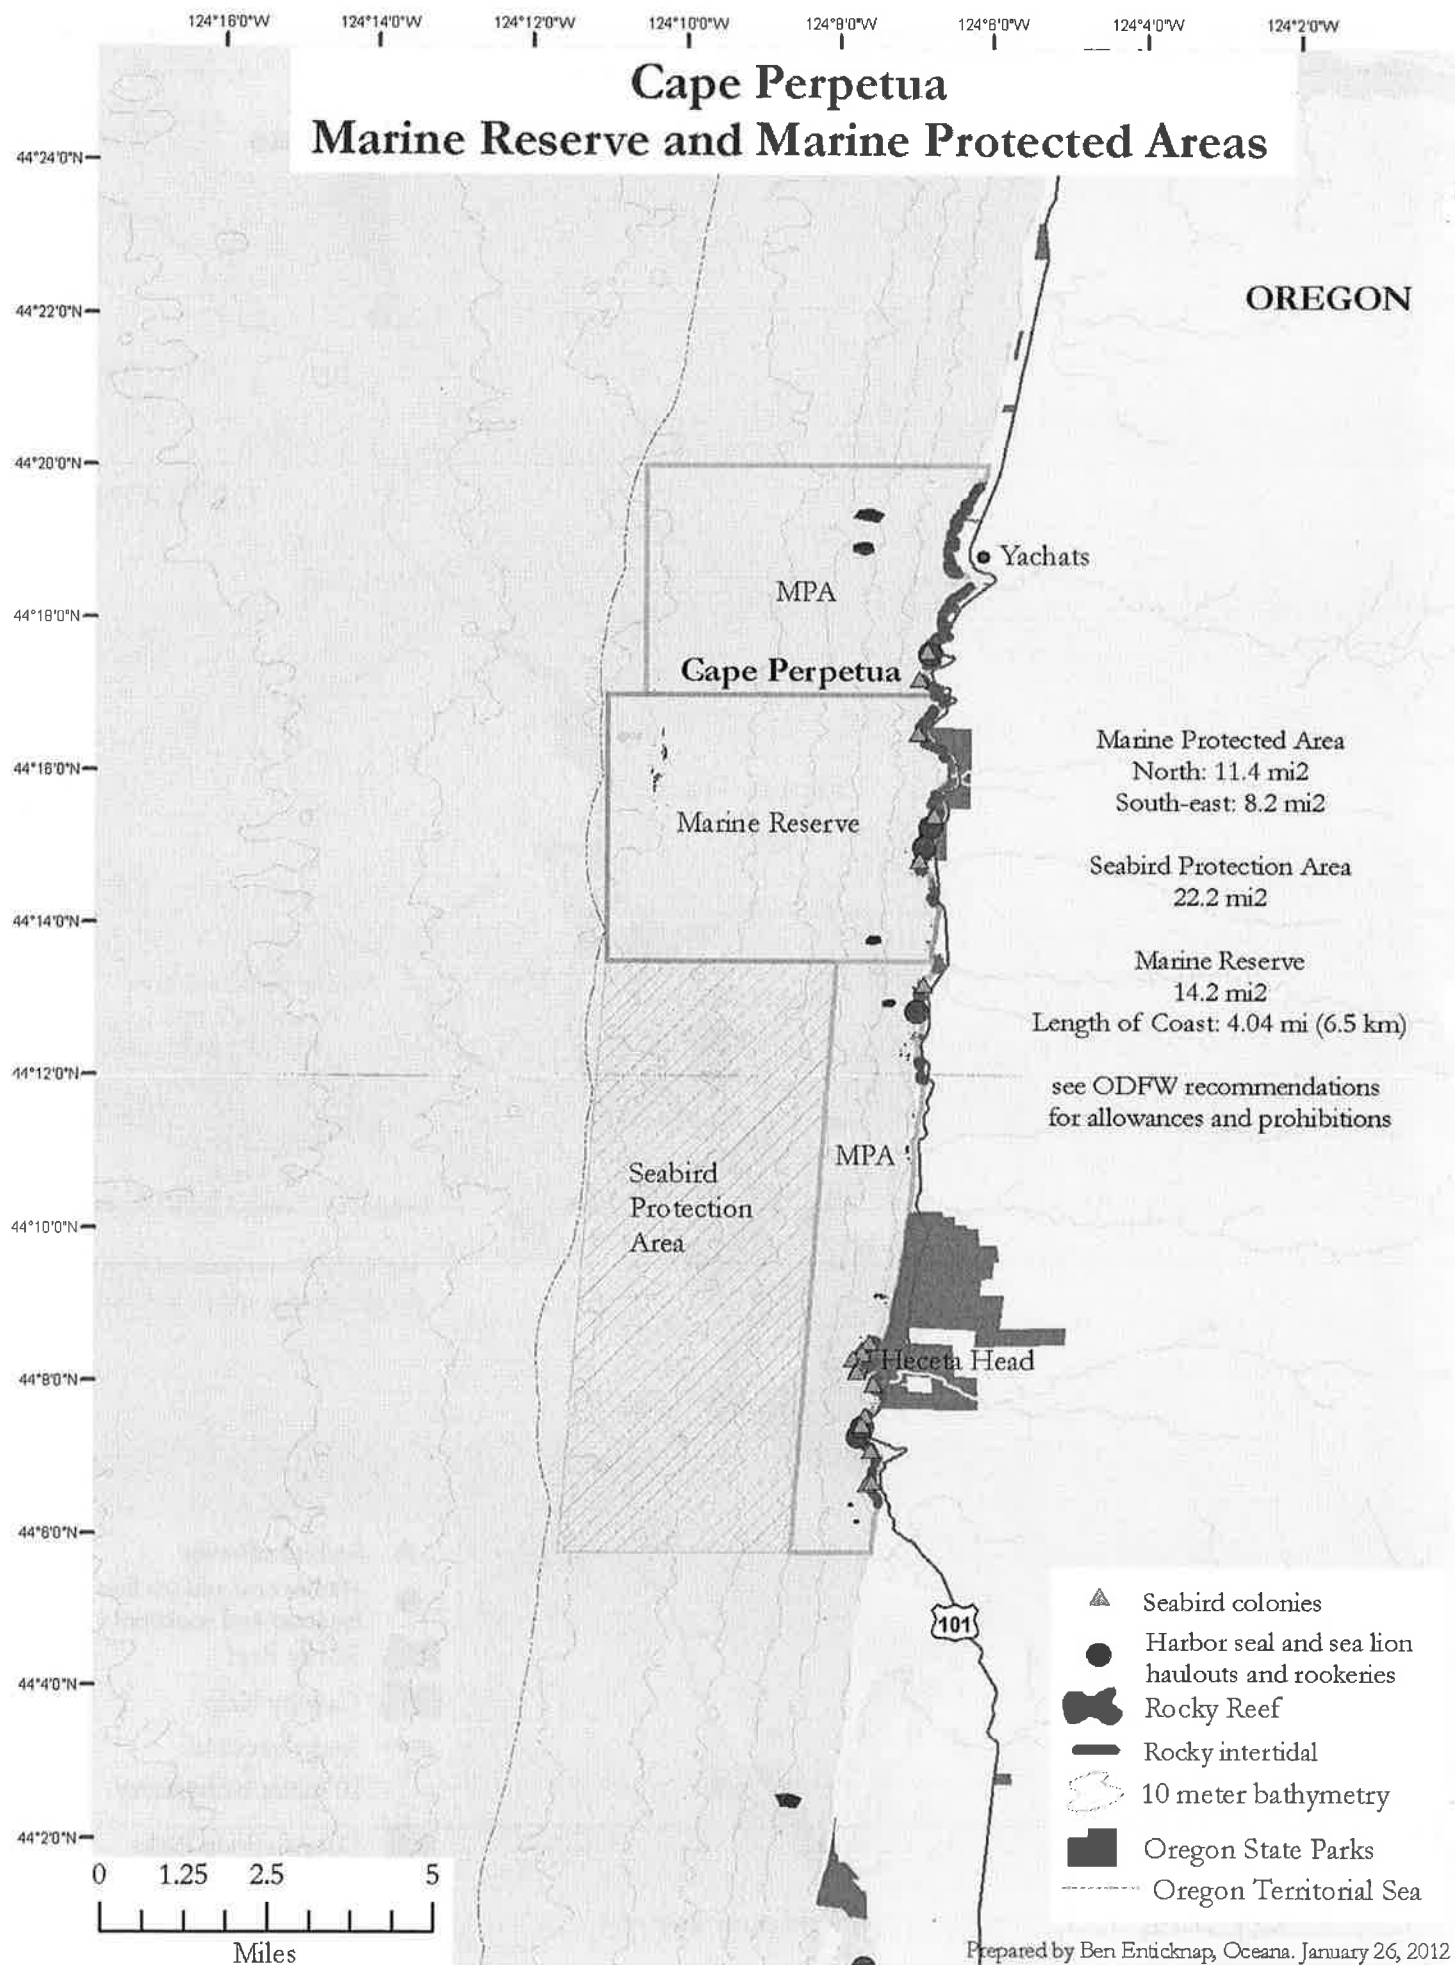 124°16'0"W 124°14'0"W 124°12'0"W 124°10'0"W 124°8'0"W 124°6'0"W 124°4'0"W 124°2'0"W
Cape Perpetua
Marine Reserve and Marine Protected Areas
44°24'0"N
OREGON
44°22'0"N
44°20'0"N
Yachats
MPA
44°18'0"N
Cape Perpetua
Marine Protected Area
44°16'0"N
North: 11.4 mi2
South-east: 8.2 mi2
Marine Reserve
Seabird Protection Area
22.2 mi2
44°14'0"N
Marine Reserve
14.2 mi2
Length of Coast: 4.04 mi (6.5 km)
44°12'0"N
see ODFW recommendations
for allowances and prohibitions
MPA
Seabird
Protection
Area
44°10'0"N
Heceta Head
44°8'0"N
44°6'0"N
101
Seabird colonies
Harbor seal and sea lion
haulouts and rookeries
44°4'0"N
Rocky Reef
Rocky intertidal
10 meter bathymetry
44°2'0"N
Oregon State Parks
Oregon Territorial Sea
0 1.25 2.5 5
Miles
Prepared by Ben Enticknap, Oceana. January 26, 2012